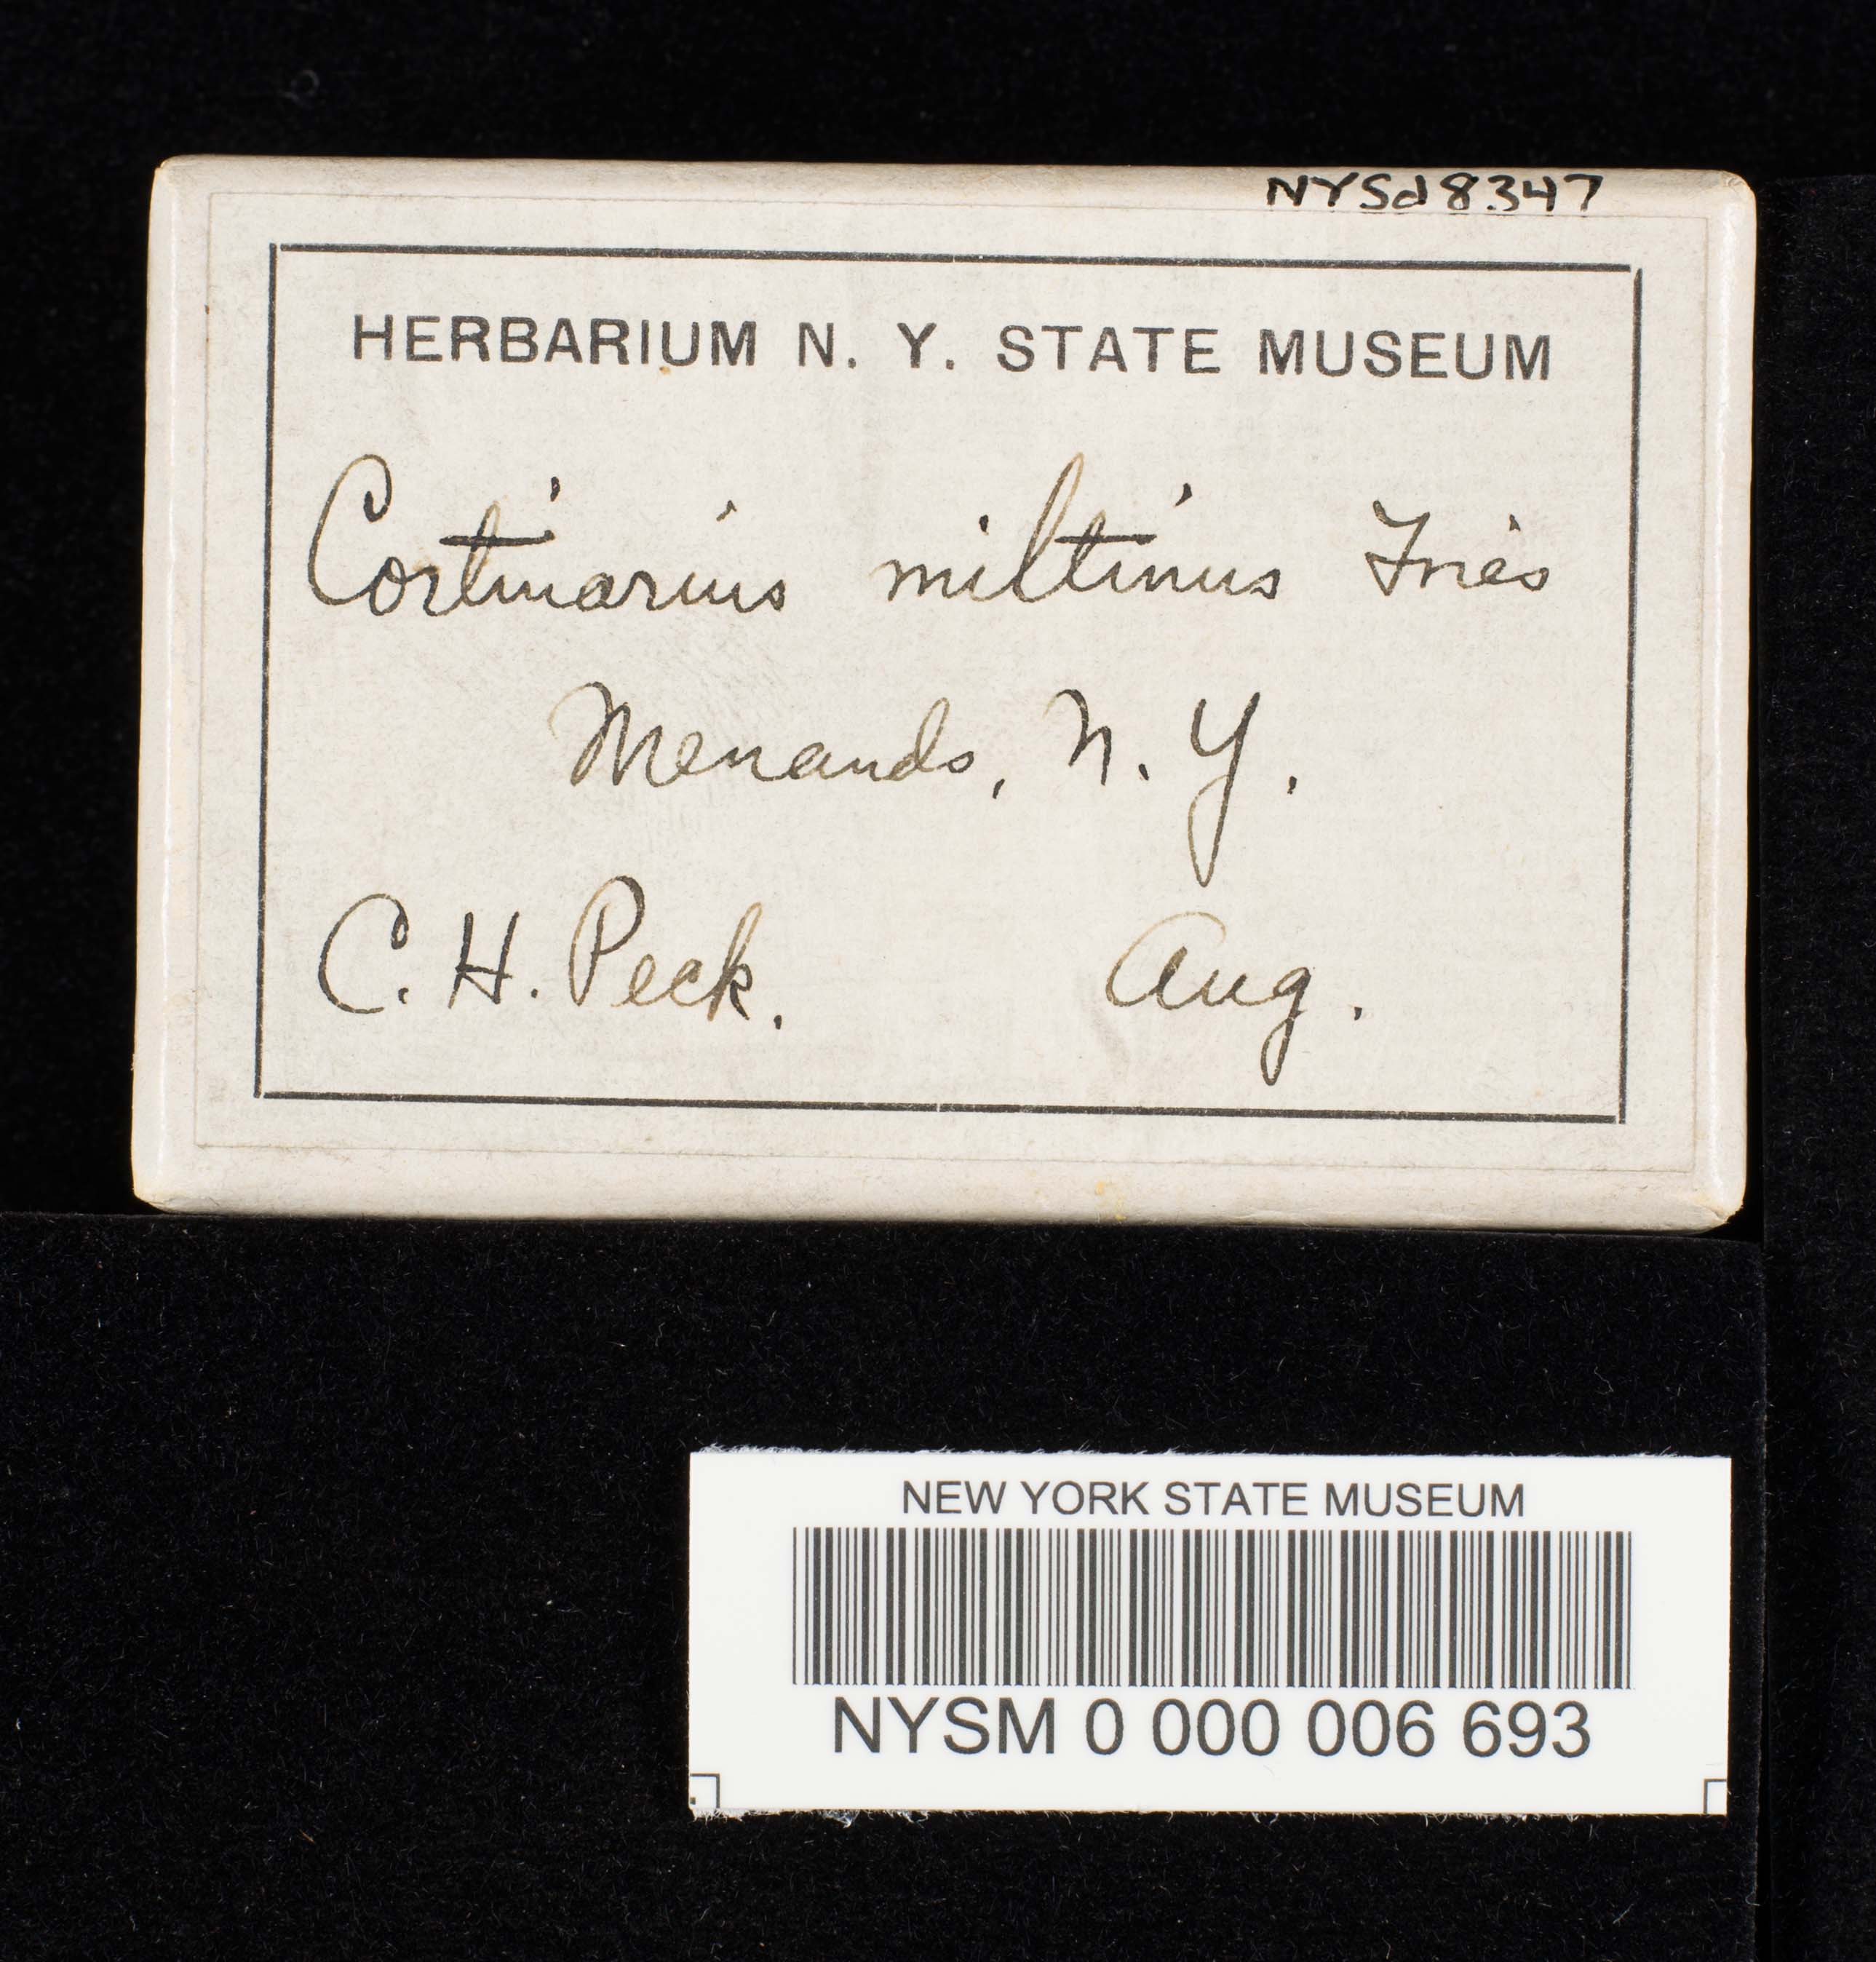 NYSd8347
HERBARIUM N. Y. STATE MUSEUM
Cortinarius miltinus Fries
Menands, N. Y.
C. H. Peck. Aug.
NEW YORK STATE MUSEUM
NYSM 0 000 006 693